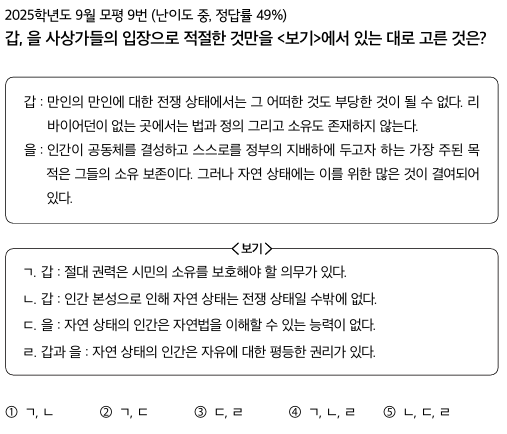 2025학년도 9월 모평 9번 (난이도 중, 정답률 49%)
갑, 을 사상가들의 입장으로 적절한 것만을 <보기>에서 있는 대로 고른 것은?
갑 : 만인의 만인에 대한 전쟁 상태에서는 그 어떠한 것도 부당한 것이 될 수 없다. 리
바이어던이 없는 곳에서는 법과 정의 그리고 소유도 존재하지 않는다.
을 : 인간이 공동체를 결성하고 스스로를 정부의 지배하에 두고자 하는 가장 주된 목
적은 그들의 소유 보존이다. 그러나 자연 상태에는 이를 위한 많은 것이 결여되어
있다.
<보기>
ㄱ. 갑 : 절대 권력은 시민의 소유를 보호해야 할 의무가 있다.
ㄴ. 갑 : 인간 본성으로 인해 자연 상태는 전쟁 상태일 수밖에 없다.
ㄷ. 을 : 자연 상태의 인간은 자연법을 이해할 수 있는 능력이 없다.
ㄹ. 갑과 을 : 자연 상태의 인간은 자유에 대한 평등한 권리가 있다.
① ㄱ, ㄴ ② ㄱ, ㄷ ③ ㄷ, ㄹ ④ ㄱ, ㄴ, ㄹ ⑤ ㄴ, ㄷ, ㄹ